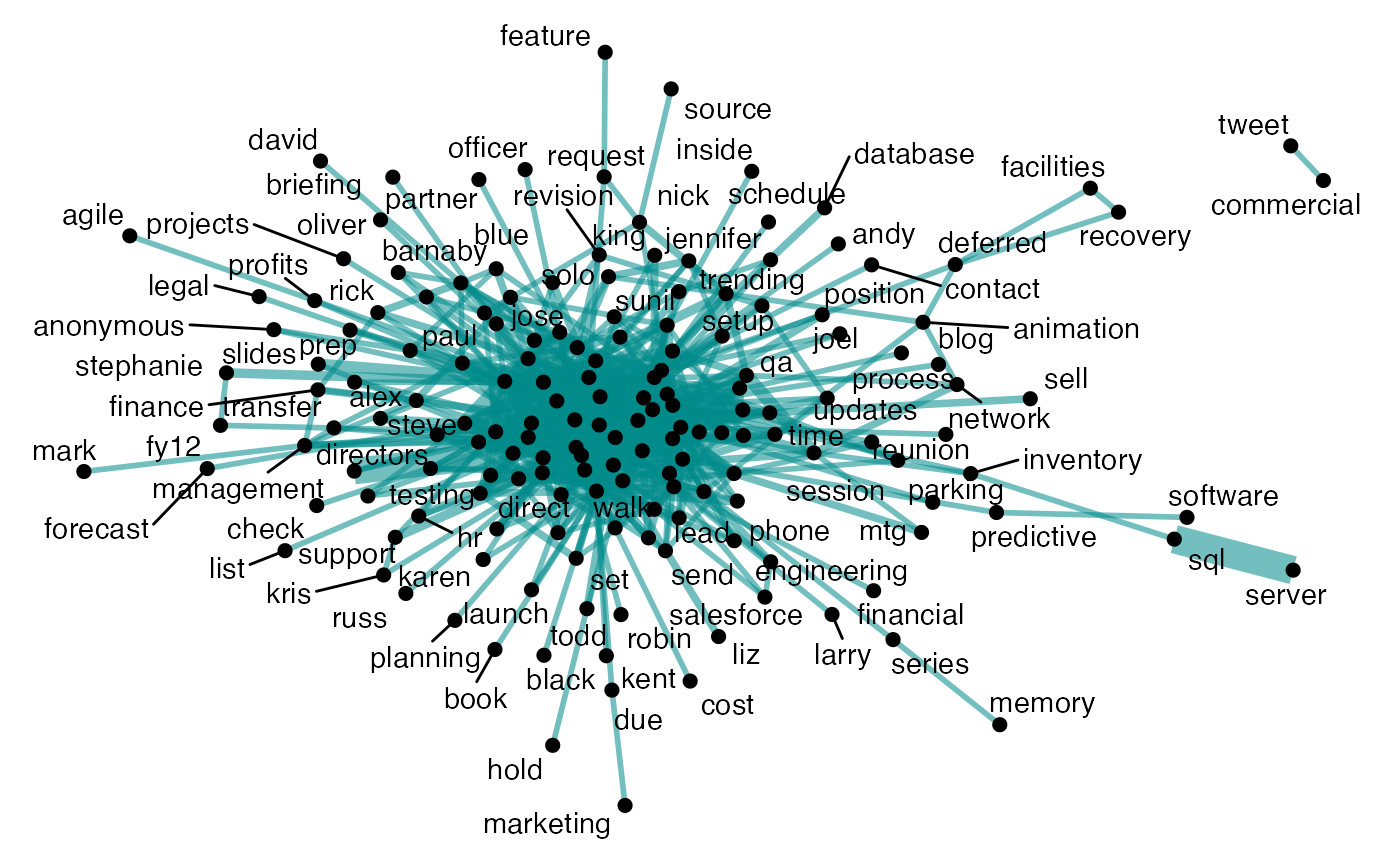 feature
source
tweet
david
officer
request
inside
database
facilities
commercial
briefing
partner
revision
nick
schedule
agile
projects
oliver
blue
king
jennifer
andy
deferred
recovery
barnaby
profits
solo
trending
contact
legal
rick
sunil
position
anonymous
jose
setup
animation
paul
joel
blog
stephanie
slides
prep
qa
process
sell
finance
transfer
alex
updates
network
steve
time
mark
fy12
directors
reunion
inventory
management
testing
session
parking
software
forecast
check
direct
walk
lead
phone
mtg
predictive
list
support
hr
sql
kris
karen
set
send
engineering
server
russ
launch
salesforce
financial
planning
todd
robin
liz
larry
series
book
black
kent
cost
memory
due
hold
marketing